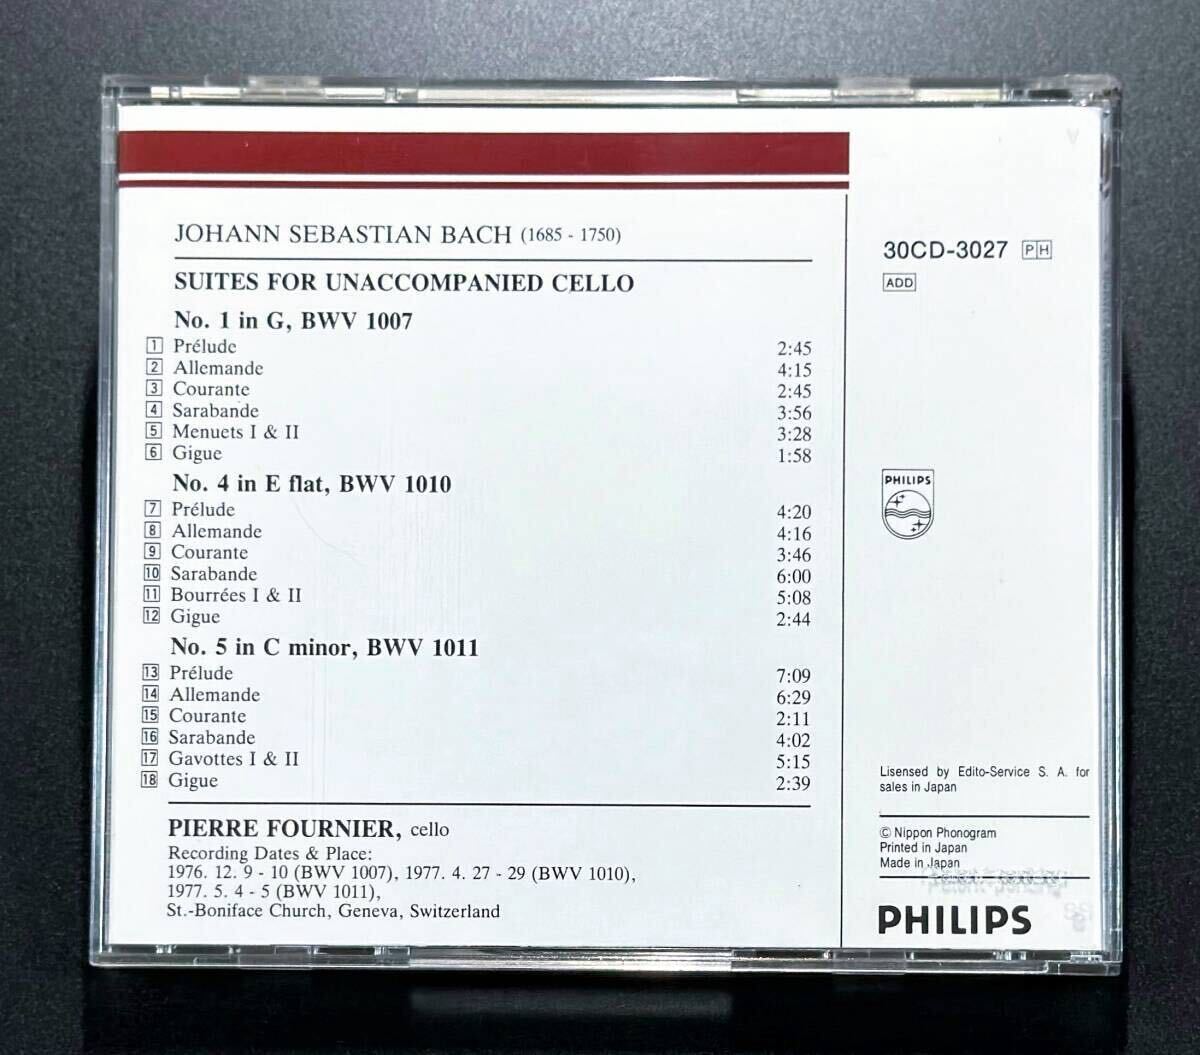 JOHANN SEBASTIAN BACH (1685 - 1750)
SUITES FOR UNACCOMPANIED CELLO
No. 1 in G, BWV 1007
1 Prélude 2:45
2 Allemande 4:15
3 Courante 2:45
4 Sarabande 3:56
5 Menuets I & II 3:28
6 Gigue 1:58
No. 4 in E flat, BWV 1010
7 Prélude 4:20
8 Allemande 4:16
9 Courante 3:46
10 Sarabande 6:00
11 Bourrées I & II 5:08
12 Gigue 2:44
No. 5 in C minor, BWV 1011
13 Prélude 7:09
14 Allemande 6:29
15 Courante 2:11
16 Sarabande 4:02
17 Gavottes I & II 5:15
18 Gigue 2:39
PIERRE FOURNIER, cello
Recording Dates & Place:
1976. 12. 9 - 10 (BWV 1007), 1977. 4. 27 - 29 (BWV 1010),
1977. 5. 4 - 5 (BWV 1011),
St.-Boniface Church, Geneva, Switzerland
30CD-3027 PH
ADD
PHILIPS
Licensed by Edito-Service S. A. for
sales in Japan
© Nippon Phonogram
Printed in Japan
Made in Japan
PHILIPS